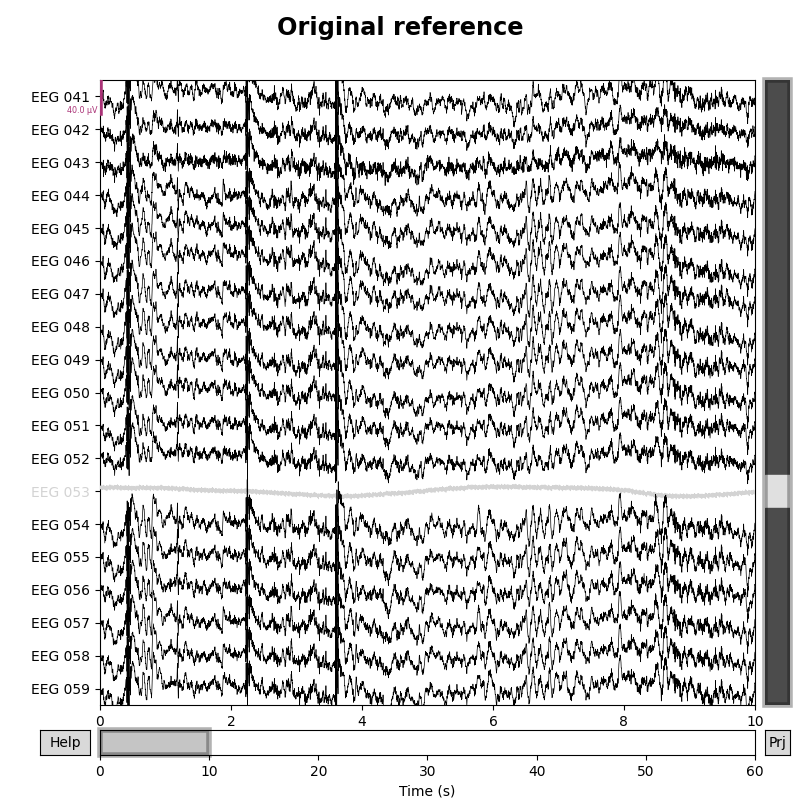 Original reference
EEG 041
40.0 µV
EEG 042
EEG 043
EEG 044
EEG 045
EEG 046
EEG 047
EEG 048
EEG 049
EEG 050
EEG 051
EEG 052
EEG 053
EEG 054
EEG 055
EEG 056
EEG 057
EEG 058
EEG 059
0 2 4 6 8 10
Help Prj
0 10 20 30 40 50 60
Time (s)